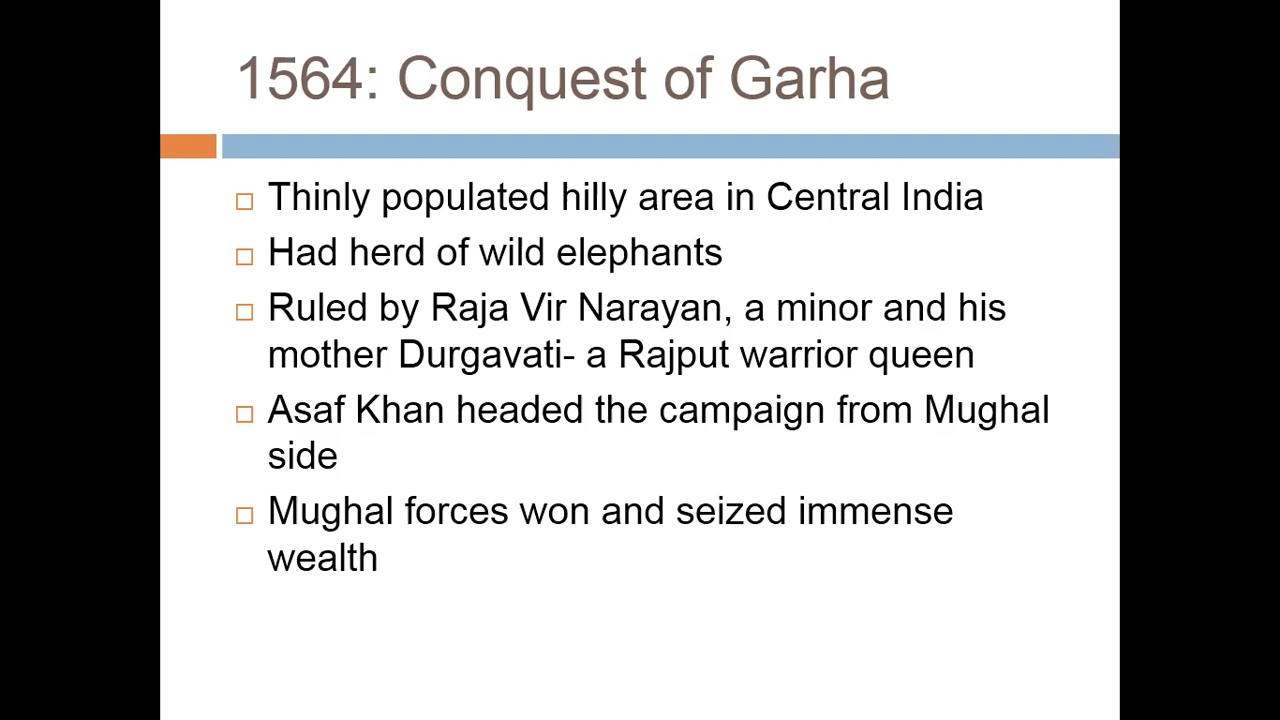 1564: Conquest of Garha
Thinly populated hilly area in Central India
Had herd of wild elephants
Ruled by Raja Vir Narayan, a minor and his
mother Durgavati- a Rajput warrior queen
Asaf Khan headed the campaign from Mughal
side
Mughal forces won and seized immense
wealth